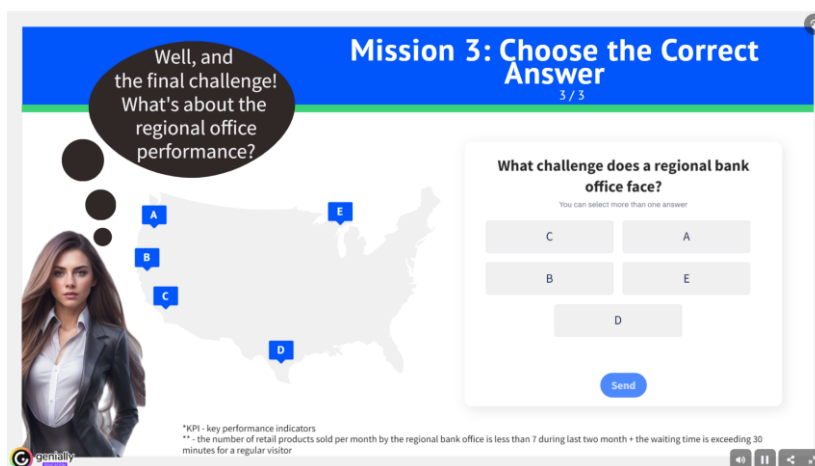 Well, and
the final challenge!
What's about the
regional office
performance?
Mission 3: Choose the Correct
Answer
3 / 3
A
B
C
D
E
What challenge does a regional bank
office face?
You can select more than one answer
C
A
B
E
D
Send
*KPI - key performance indicators
** - the number of retail products sold per month by the regional bank office is less than 7 during last two month + the waiting time is exceeding 30
minutes for a regular visitor
genially